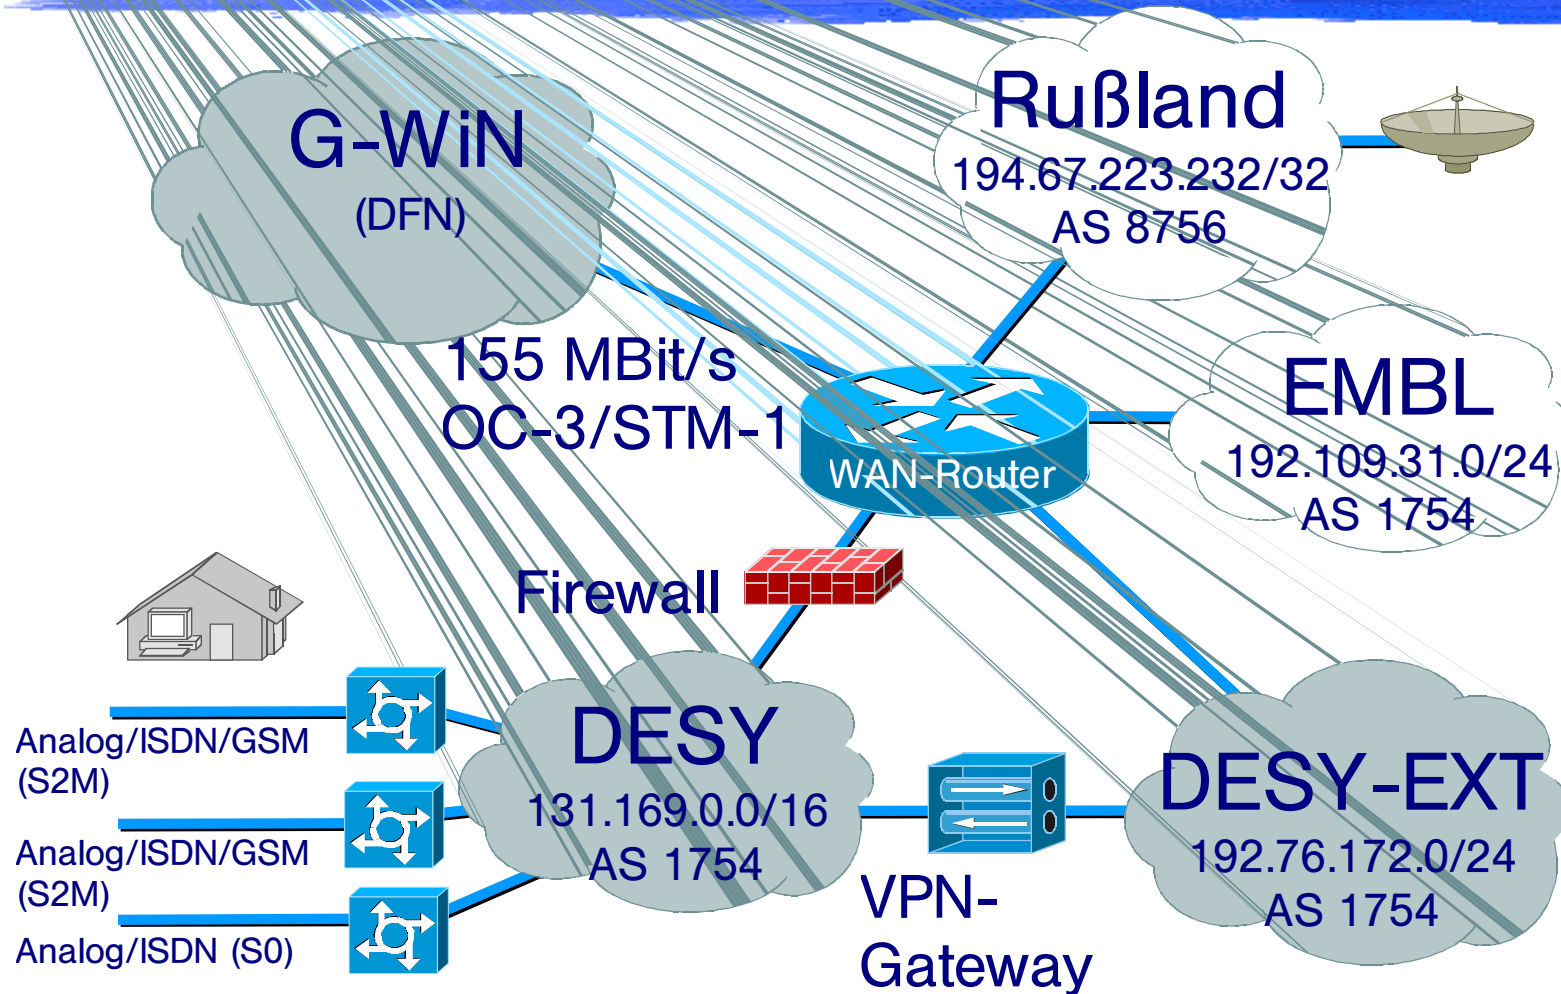 G-WiN
(DFN)
Rußland
194.67.223.232/32
AS 8756
155 MBit/s
OC-3/STM-1
EMBL
192.109.31.0/24
AS 1754
WAN-Router
Firewall
Analog/ISDN/GSM
(S2M)
Analog/ISDN/GSM
(S2M)
Analog/ISDN (S0)
DESY
131.169.0.0/16
AS 1754
VPN-
Gateway
DESY-EXT
192.76.172.0/24
AS 1754